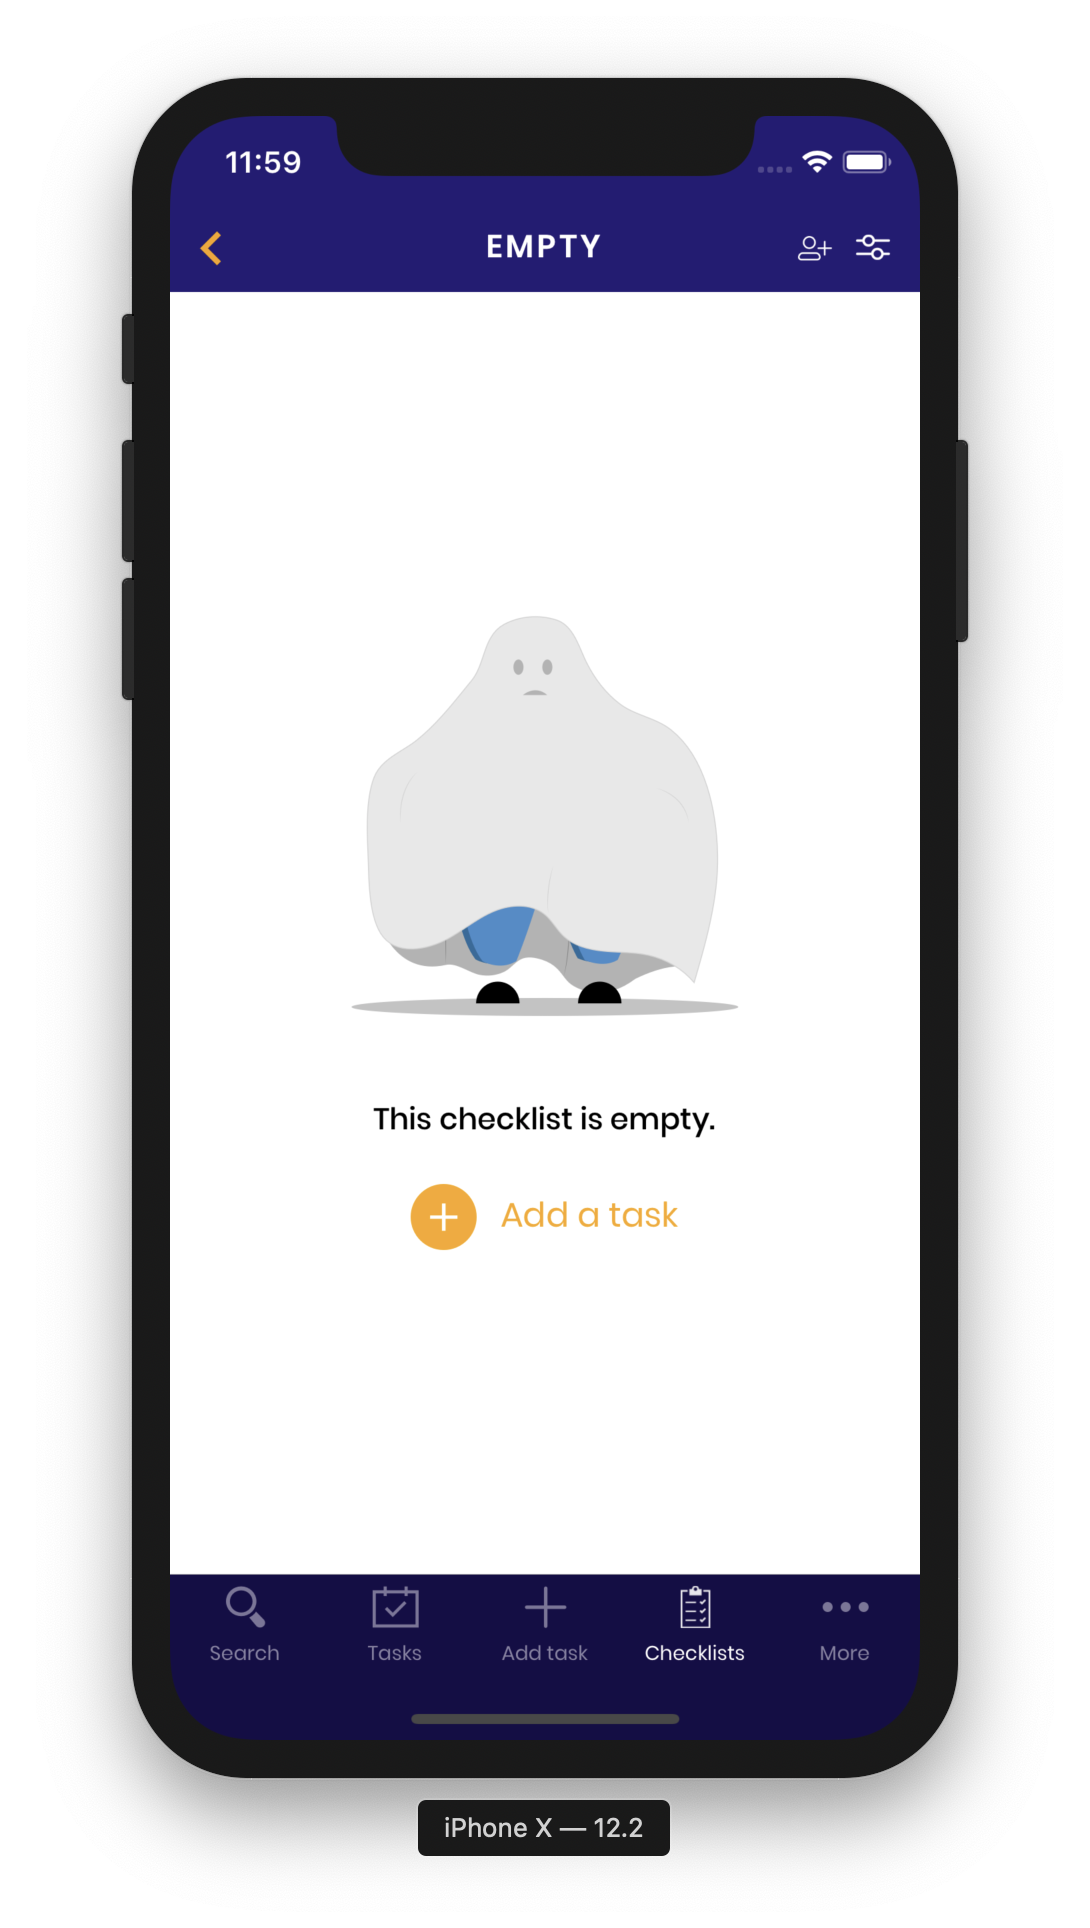 11:59
EMPTY
This checklist is empty.
Add a task
Search
Tasks
Add task
Checklists
More
iPhone X — 12.2